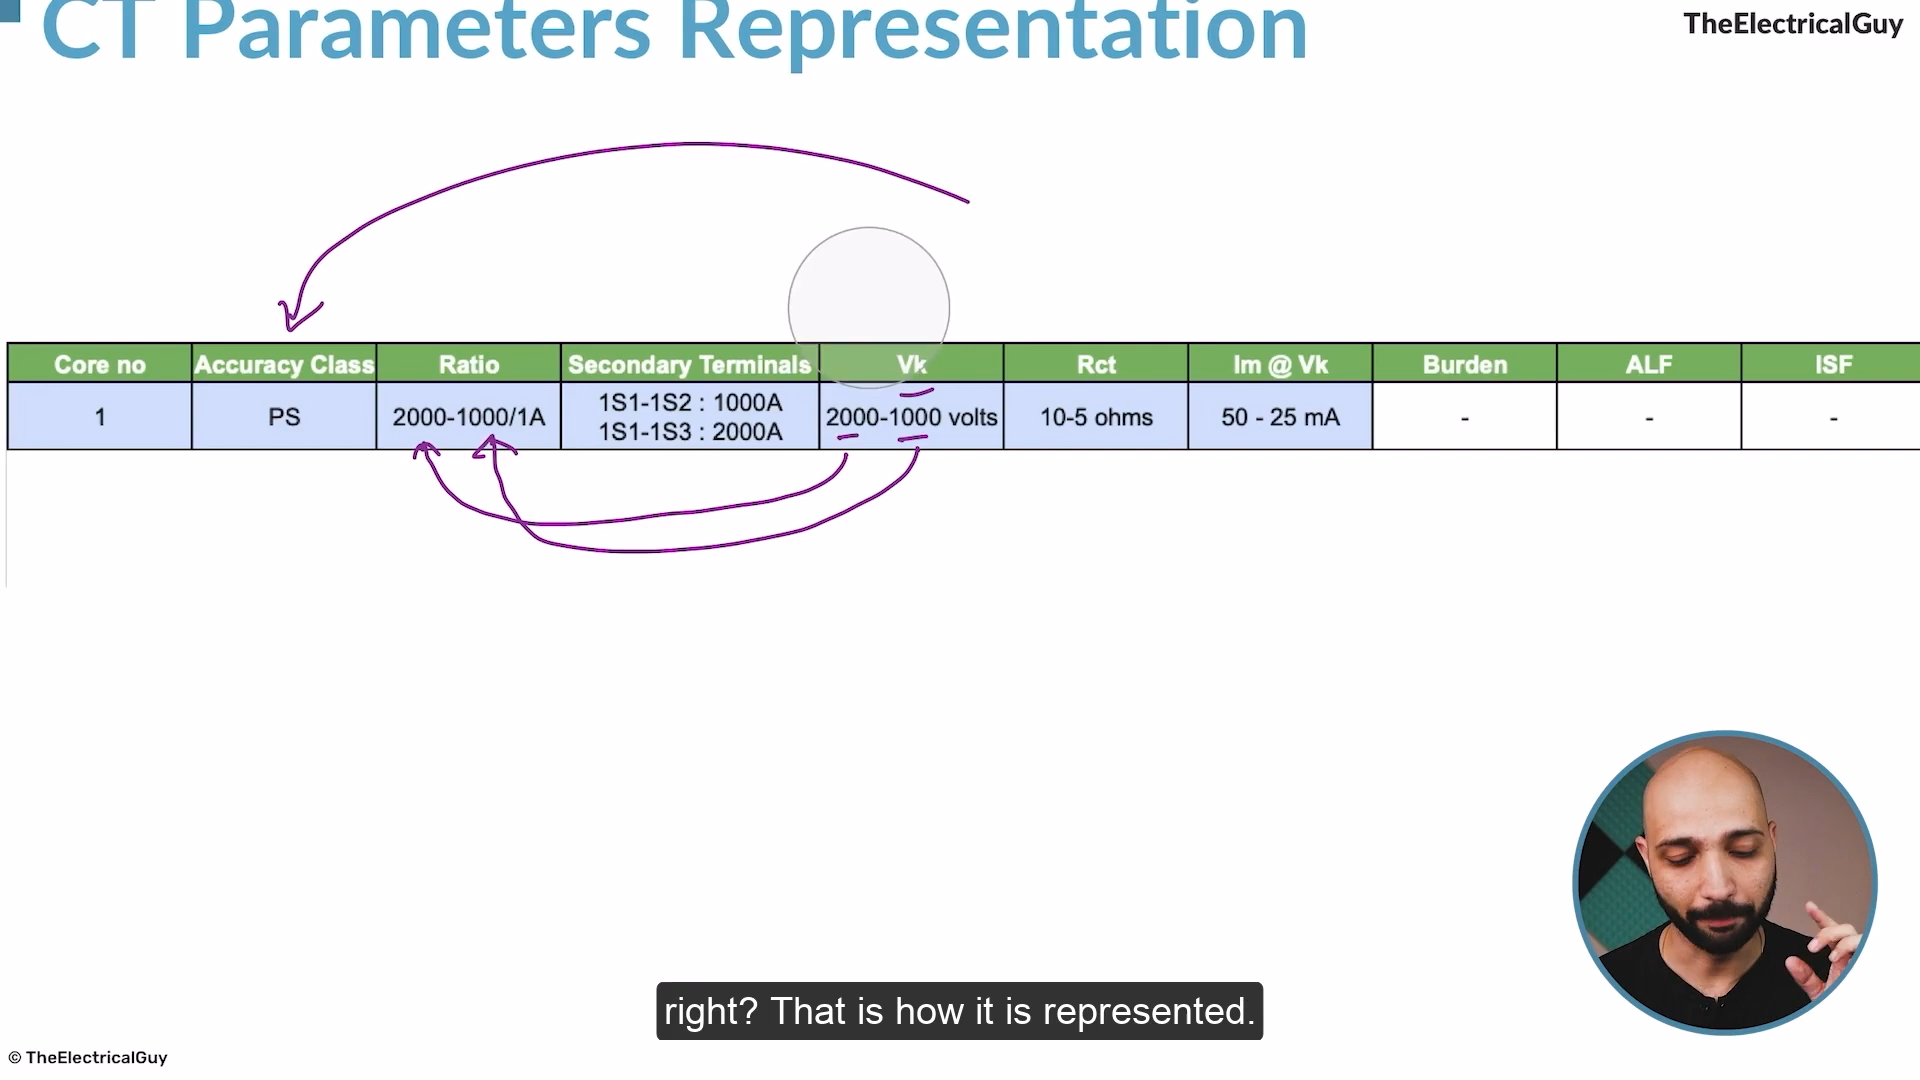 CT Parameters Representation
TheElectricalGuy
Core no Accuracy Class Ratio Secondary Terminals Vk Rct Im @ Vk Burden ALF ISF
1 PS 2000-1000/1A 1S1-1S2 : 1000A 2000-1000 volts 10-5 ohms 50 - 25 mA - - -
1S1-1S3 : 2000A
right? That is how it is represented.
© TheElectricalGuy